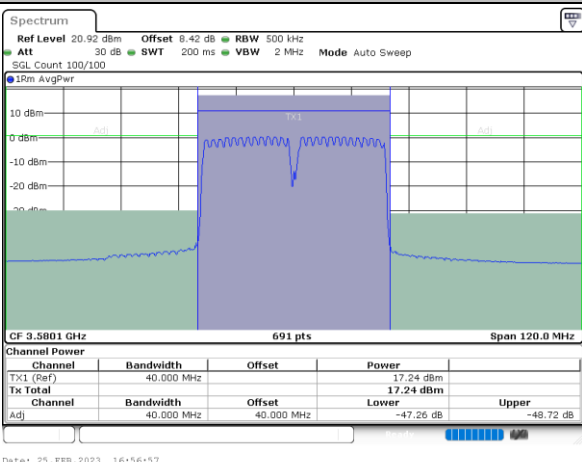 Spectrum
Ref Level 20.92 dBm Offset 8.42 dB RBW 500 kHz
Att 30 dB SWT 200 ms VBW 2 MHz Mode Auto Sweep
SGL Count 100/100
1Rm AvgPwr
TX1
10 dBm
Adj Adj
0 dBm
-10 dBm
-20 dBm
-30 dBm
CF 3.5801 GHz 691 pts Span 120.0 MHz
Channel Power
Channel Bandwidth Offset Power
TX1 (Ref) 40.000 MHz 17.24 dBm
Tx Total 17.24 dBm
Channel Bandwidth Offset Lower Upper
Adj 40.000 MHz 40.000 MHz -47.26 dB -48.72 dB
Ready
Date: 25.FEB.2023 16:56:57